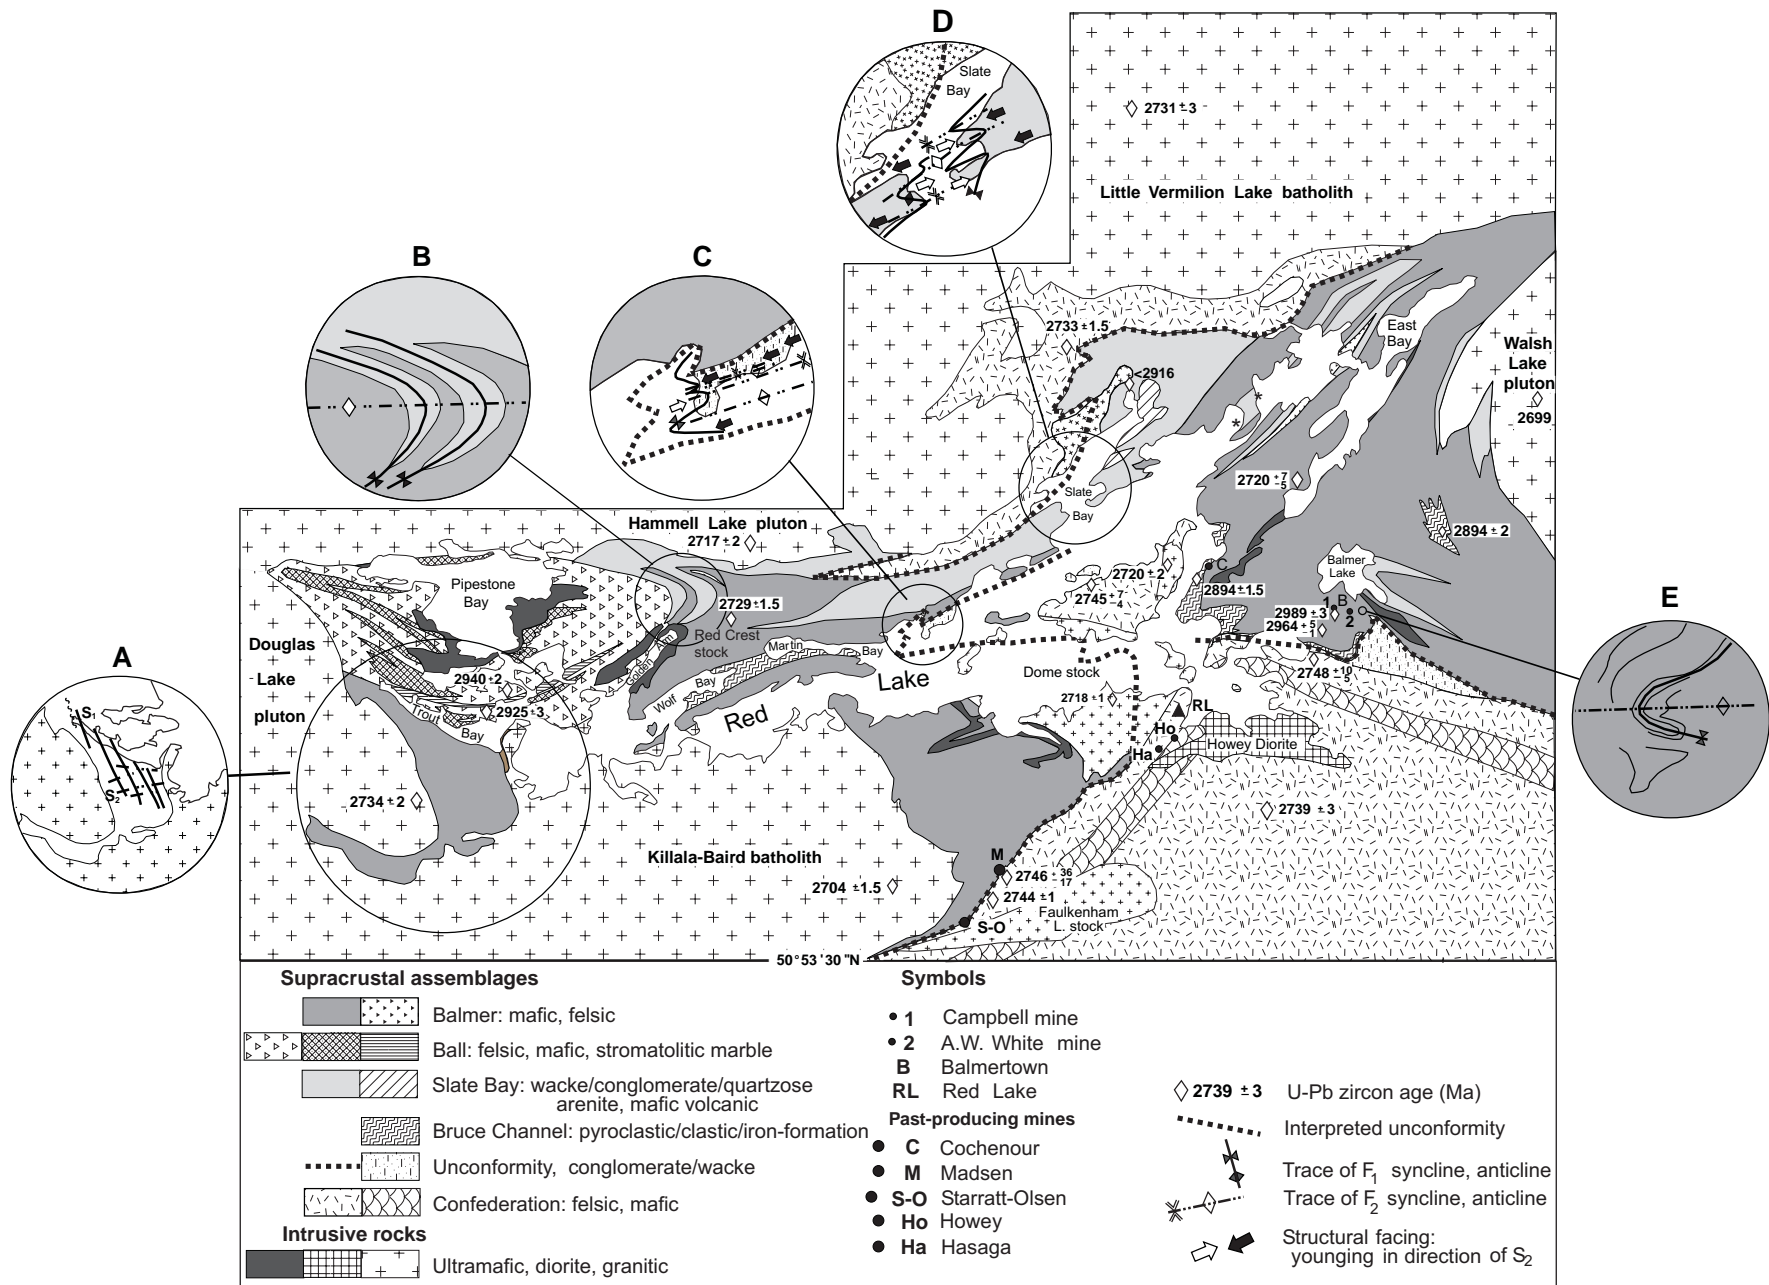 D
Slate
Bay
2731 ± 3
Little Vermilion Lake batholith
B
C
2733 ± 1.5
East
Bay
Walsh
Lake
pluton
2699
<2916
*
*
2720 +7 -5
Slate
Bay
Hammell Lake pluton
2717 ± 2
2894 ± 2
Pipestone
Bay
2720 ± 2
C
Balmer
Lake
2745 +7 -4
2894 ± 1.5
2729 ± 1.5
1 B
2989 ± 3
2
2964 +5 -1
E
Red Crest
stock
Golden Arm
Douglas
Lake
pluton
Martin
Bay
A
2940 ± 2
Wolf
Bay
Lake
Dome stock
2748 +10 -5
2925 ± 3
Trout
Bay
Red
2718 ± 1
RL
S1
Ho
Ha
Howey Diorite
S2
2734 ± 2
2739 ± 3
Killala-Baird batholith
M
2746 +36 -17
2704 ± 1.5
2744 ± 1
Faulkenham
L. stock
S-O
50°53'30"N
Supracrustal assemblages
Balmer: mafic, felsic
Ball: felsic, mafic, stromatolitic marble
Slate Bay: wacke/conglomerate/quartzose
arenite, mafic volcanic
Bruce Channel: pyroclastic/clastic/iron-formation
Unconformity, conglomerate/wacke
Confederation: felsic, mafic
Intrusive rocks
Ultramafic, diorite, granitic
Symbols
1 Campbell mine
2 A.W. White mine
B Balmertown
RL Red Lake
Past-producing mines
C Cochenour
M Madsen
S-O Starratt-Olsen
Ho Howey
Ha Hasaga
2739 ± 3 U-Pb zircon age (Ma)
Interpreted unconformity
Trace of F1 syncline, anticline
Trace of F2 syncline, anticline
Structural facing:
younging in direction of S2